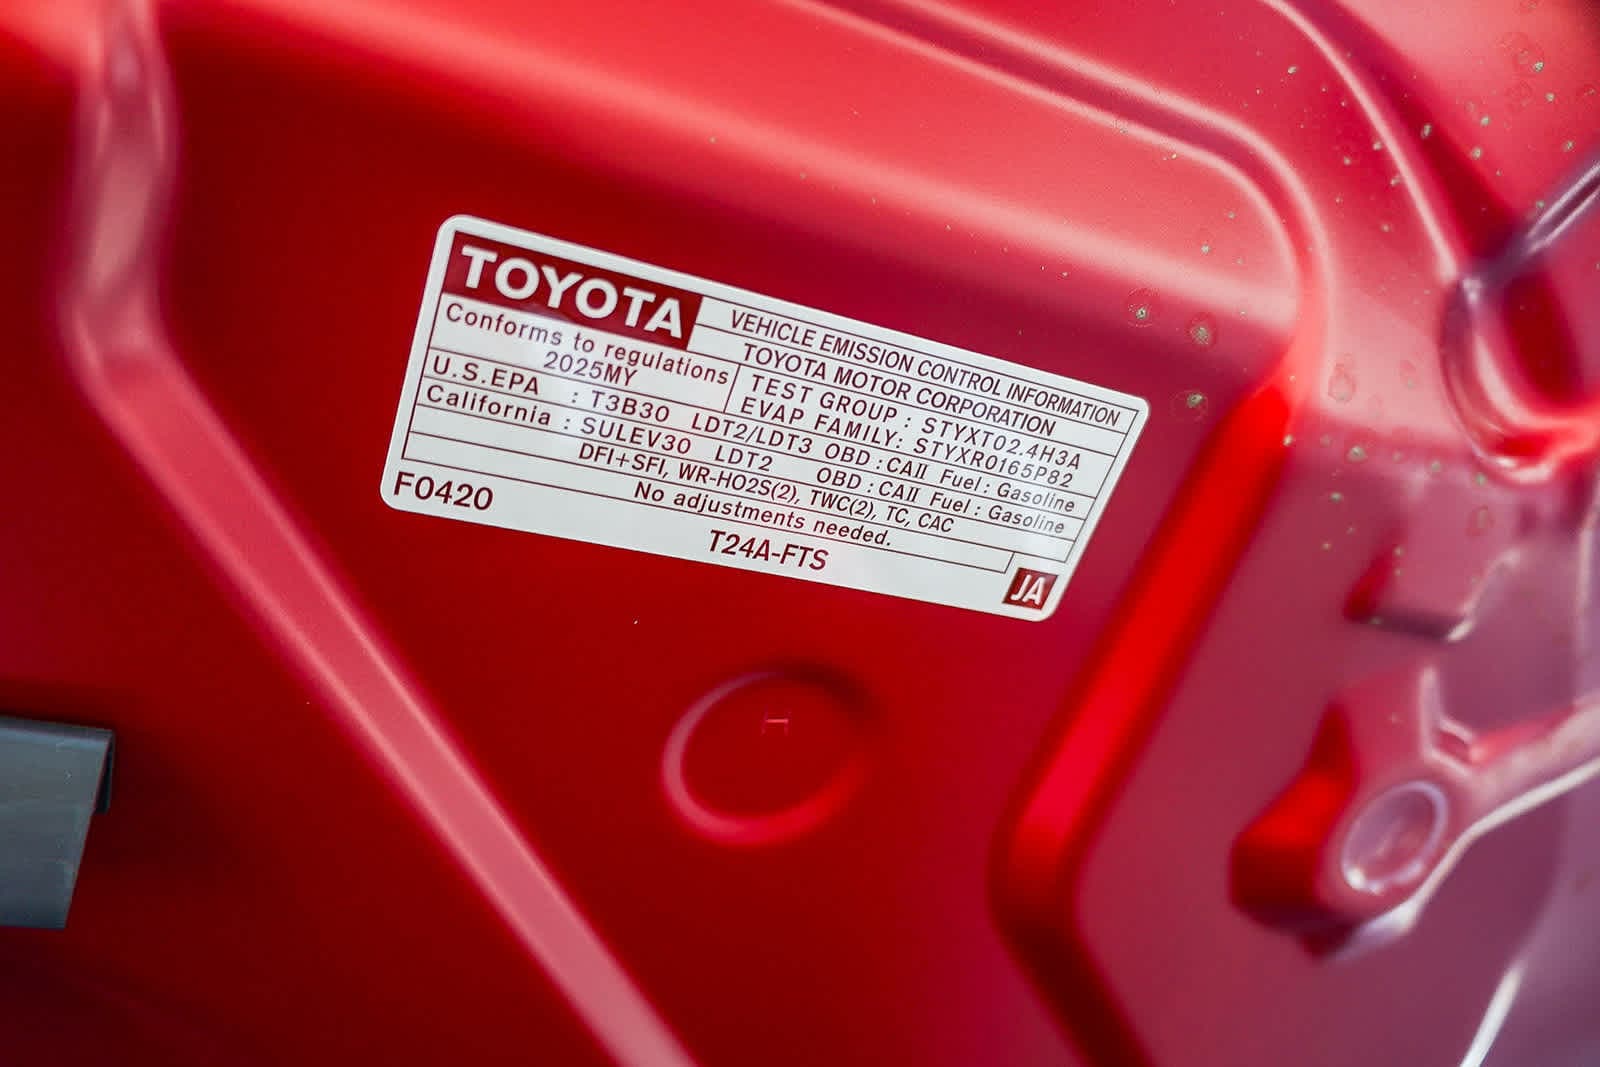 TOYOTA
VEHICLE EMISSION CONTROL INFORMATION
TOYOTA MOTOR CORPORATION
Conforms to regulations
2025MY
TEST GROUP : STYXT02.4H3A
EVAP FAMILY: STYXR0165P82
U.S.EPA : T3B30 LDT2/LDT3 OBD : CAII Fuel : Gasoline
California : SULEV30 LDT2 OBD : CAII Fuel : Gasoline
DFI+SFI, WR-HO2S(2), TWC(2), TC, CAC
No adjustments needed.
F0420
T24A-FTS
JA
H